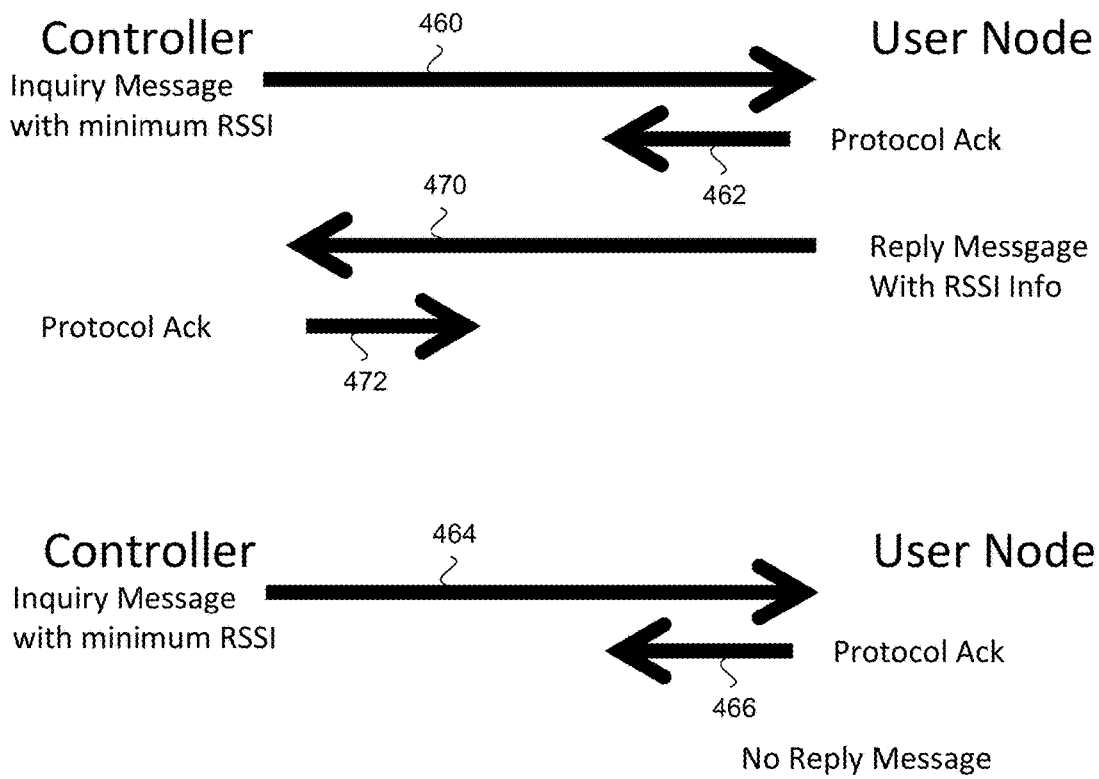 460
Controller
User Node
Inquiry Message
with minimum RSSI
Protocol Ack
462
470
Reply Messgage
With RSSI Info
Protocol Ack
472
464
Controller
User Node
Inquiry Message
with minimum RSSI
Protocol Ack
466
No Reply Message